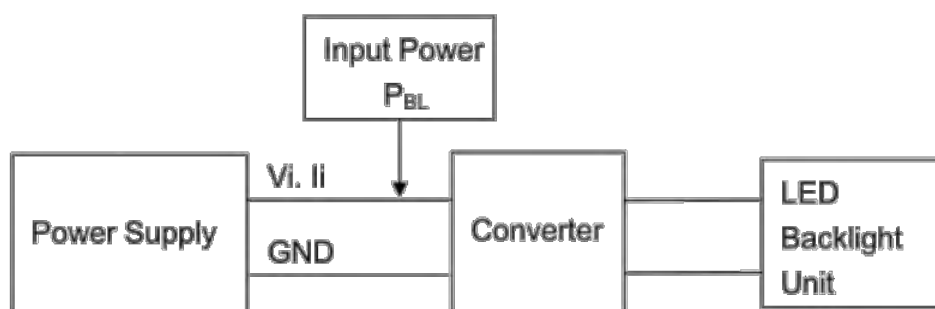 Input Power
PBL
Vi. Ii
Power Supply
GND
Converter
LED
Backlight
Unit